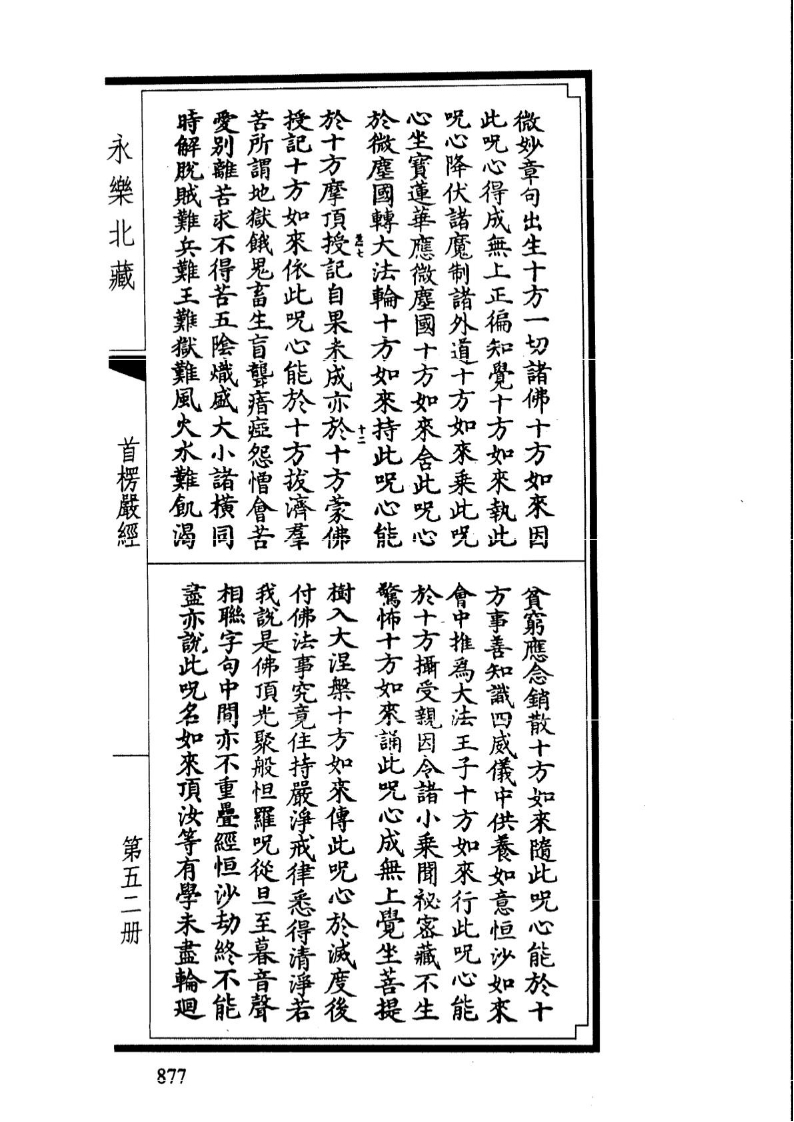 微妙章句出生十方一切諸佛十方如來因
此呪心得成無上正徧知覺十方如來執此
呪心降伏諸魔制諸外道十方如來乘此呪
心坐寶蓮華應微塵國十方如來含此呪心
於微塵國轉大法輪十方如來持此呪心能
於十方摩頂授記自果未成亦於十方蒙佛
授記十方如來依此呪心能於十方拔濟羣
苦所謂地獄餓鬼畜生盲聾瘖瘂怨憎會苦
愛別離苦求不得苦五陰熾盛大小諸橫同
時解脫賊難兵難王難獄難風火水難飢渴
貧窮應念銷散十方如來隨此呪心能於十
方事善知識四威儀中供養如意恒沙如來
會中推為大法王子十方如來行此呪心能
於十方攝受親因令諸小乘聞祕密藏不生
驚怖十方如來誦此呪心成無上覺坐菩提
樹入大涅槃十方如來傳此呪心於滅度後
付佛法事究竟住持嚴淨戒律悉得清淨若
我說是佛頂光聚般怛羅呪從旦至暮音聲
相聯字句中間亦不重疊經恒沙劫終不能
盡亦說此呪名如來頂汝等有學未盡輪迴
十二
永樂北藏
首楞嚴經
第五二册
877